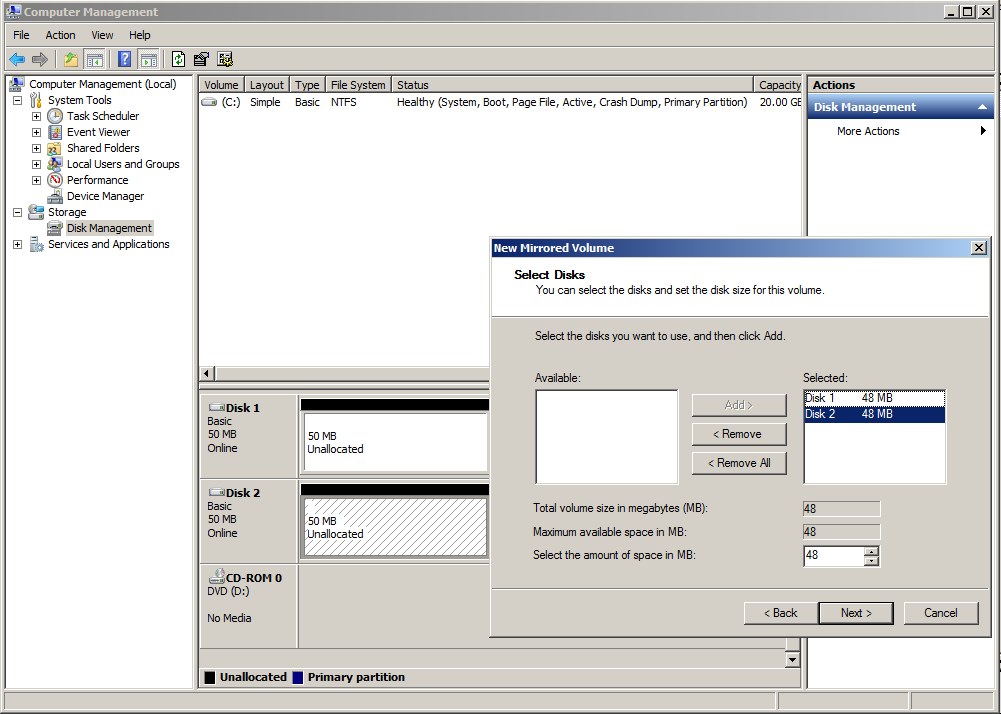 Computer Management
File Action View Help
Computer Management (Local)
System Tools
Task Scheduler
Event Viewer
Shared Folders
Local Users and Groups
Performance
Device Manager
Storage
Disk Management
Services and Applications
Volume Layout Type File System Status Capacity
(C:) Simple Basic NTFS Healthy (System, Boot, Page File, Active, Crash Dump, Primary Partition) 20.00 GB
Disk 1
Basic
50 MB
Online
50 MB
Unallocated
Disk 2
Basic
50 MB
Online
50 MB
Unallocated
CD-ROM 0
DVD (D:)
No Media
Unallocated Primary partition
Actions
Disk Management
More Actions
New Mirrored Volume
Select Disks
You can select the disks and set the disk size for this volume.
Select the disks you want to use, and then click Add.
Available:
Add >
< Remove
< Remove All
Selected:
Disk 1 48 MB
Disk 2 48 MB
Total volume size in megabytes (MB): 48
Maximum available space in MB: 48
Select the amount of space in MB: 48
< Back Next > Cancel